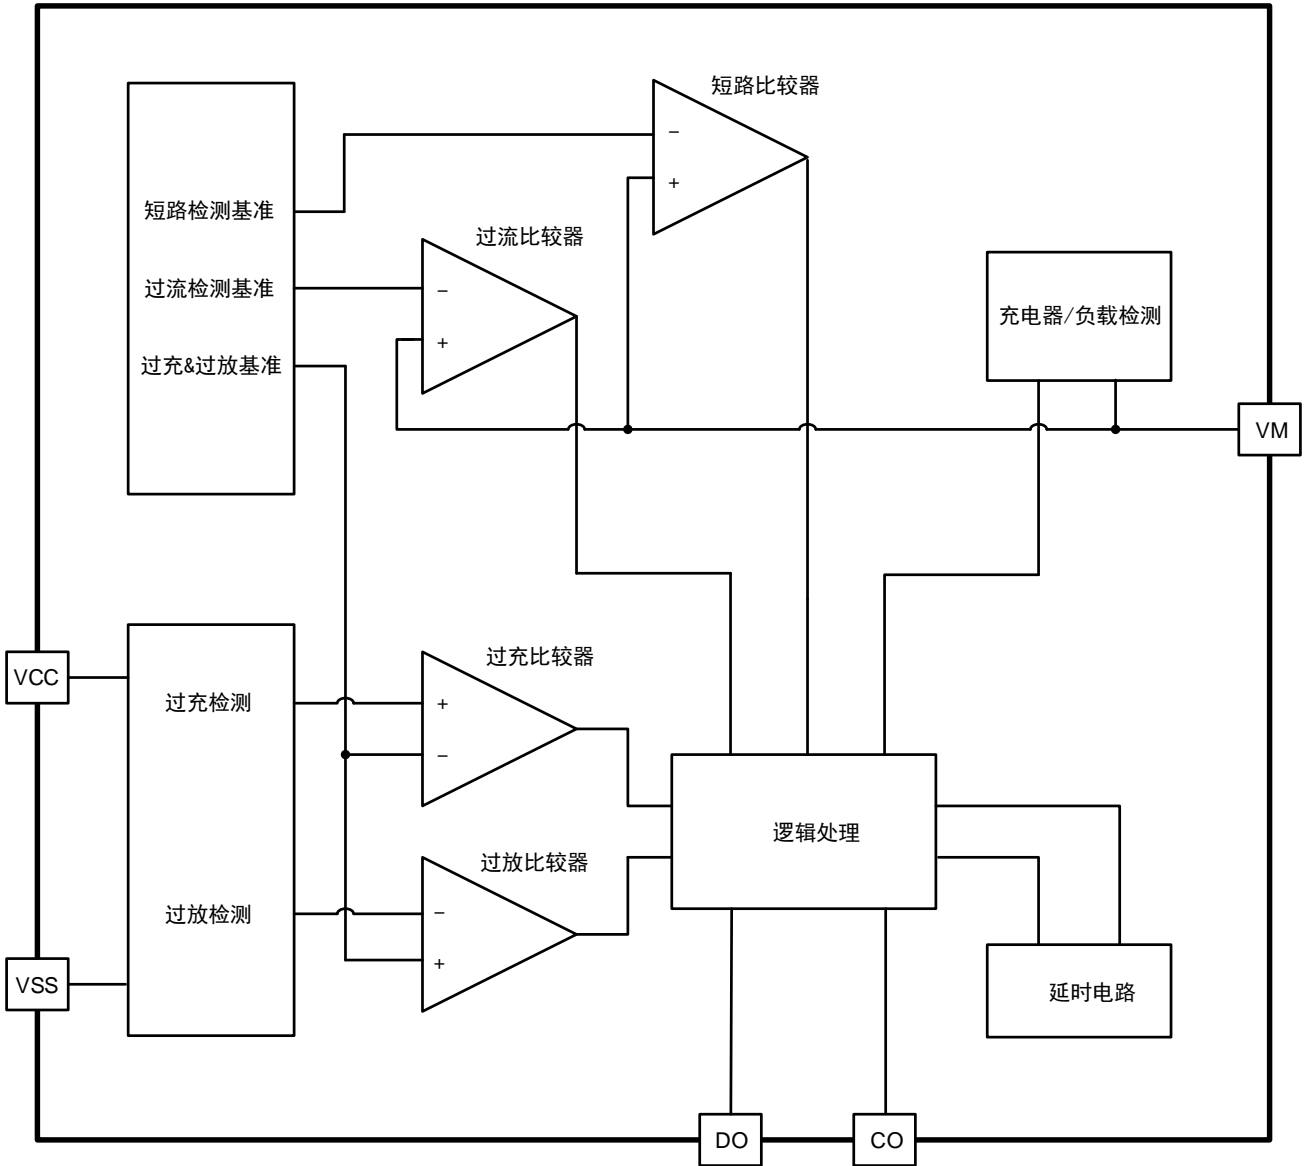 短路比较器
−
+
短路检测基准
过流比较器
过流检测基准
−
+
充电器/负载检测
过充&过放基准
VM
VCC
过充比较器
过充检测
+
−
逻辑处理
过放比较器
过放检测
−
+
VSS
延时电路
DO
CO